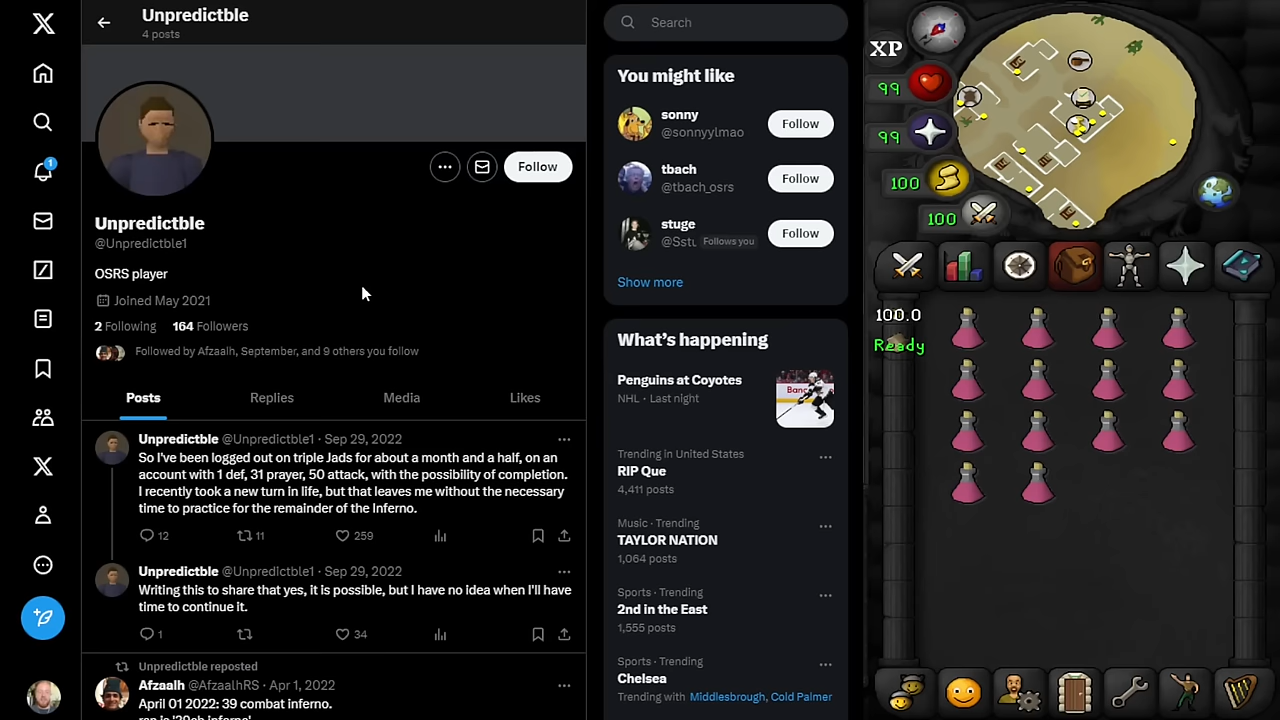 Unpredictble
4 posts
Follow
Unpredictble
@Unpredictble1
OSRS player
Joined May 2021
2 Following 164 Followers
Followed by Afzaalh, September, and 9 others you follow
Posts Replies Media Likes
Unpredictble @Unpredictble1 · Sep 29, 2022
So I've been logged out on triple Jads for about a month and a half, on an
account with 1 def, 31 prayer, 50 attack, with the possibility of completion.
I recently took a new turn in life, but that leaves me without the necessary
time to practice for the remainder of the Inferno.
12 11 259
Unpredictble @Unpredictble1 · Sep 29, 2022
Writing this to share that yes, it is possible, but I have no idea when I'll have
time to continue it.
1 34
Unpredictble reposted
Afzaalh @AfzaalhRS · Apr 1, 2022
April 01 2022: 39 combat inferno.
1
Search
You might like
sonny
@sonnyylmao
Follow
tbach
@tbach_osrs
Follow
stuge
@Sstu Follows you
Follow
Show more
What's happening
Penguins at Coyotes
NHL · Last night
Trending in United States
RIP Que
4,411 posts
Music · Trending
TAYLOR NATION
1,064 posts
Sports · Trending
2nd in the East
1,555 posts
Sports · Trending
Chelsea
Trending with Middlesbrough, Cold Palmer
XP
99
99
100
100
100.0
Ready